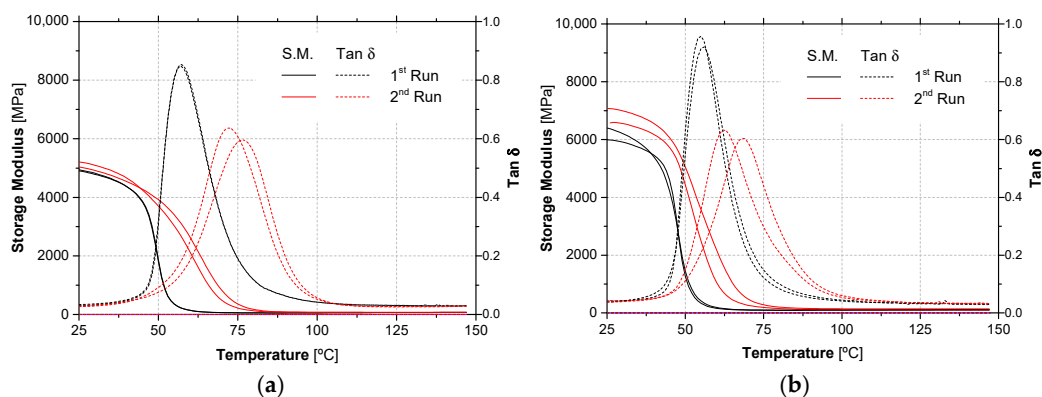 10,000
8000
6000
4000
2000
0
Storage Modulus [MPa]
1.0
0.8
0.6
0.4
0.2
0.0
Tan δ
S.M. Tan δ
1st Run
2nd Run
25 50 75 100 125 150
Temperature [ºC]
(a)
10,000
8000
6000
4000
2000
0
Storage Modulus [MPa]
1.0
0.8
0.6
0.4
0.2
0.0
Tan δ
S.M. Tan δ
1st Run
2nd Run
25 50 75 100 125 150
Temperature [ºC]
(b)